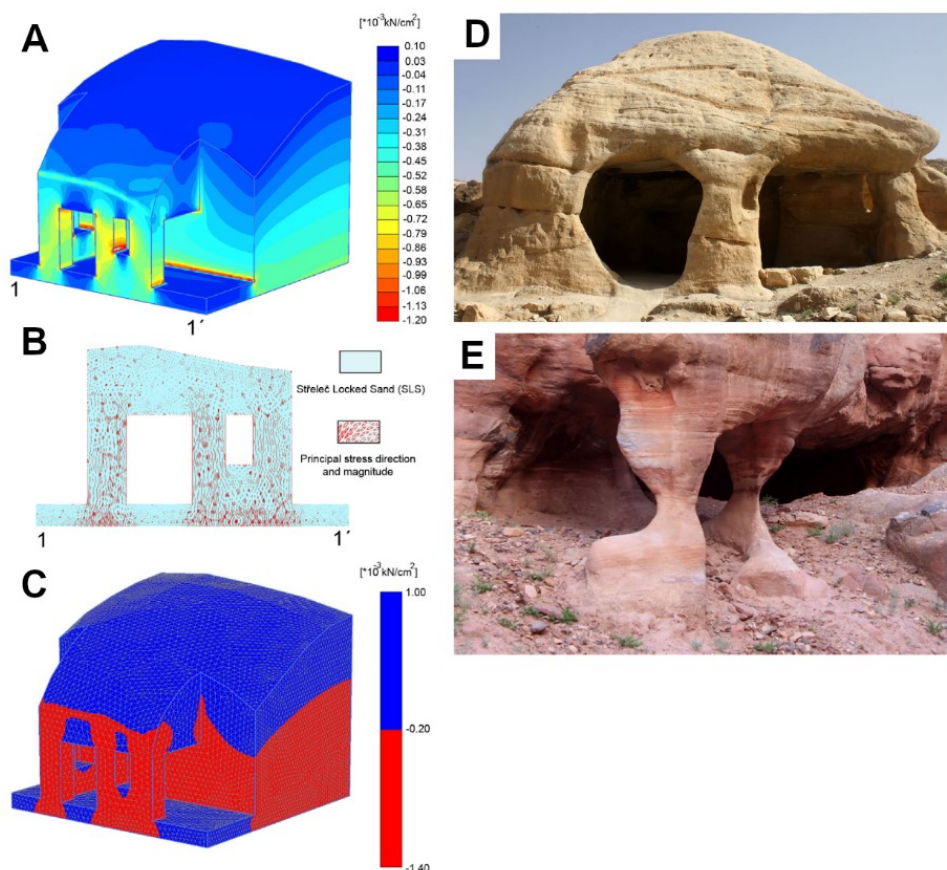 A
[*10⁻³kN/cm²]
0.10
0.03
-0.04
-0.11
-0.17
-0.24
-0.31
-0.38
-0.45
-0.52
-0.58
-0.65
-0.72
-0.79
-0.86
-0.93
-0.99
-1.06
-1.13
-1.20
1
1´
B
Střeleč Locked Sand (SLS)
Principal stress direction
and magnitude
1
1´
C
[*10⁻³kN/cm²]
1.00
-0.20
-1.40
D
E